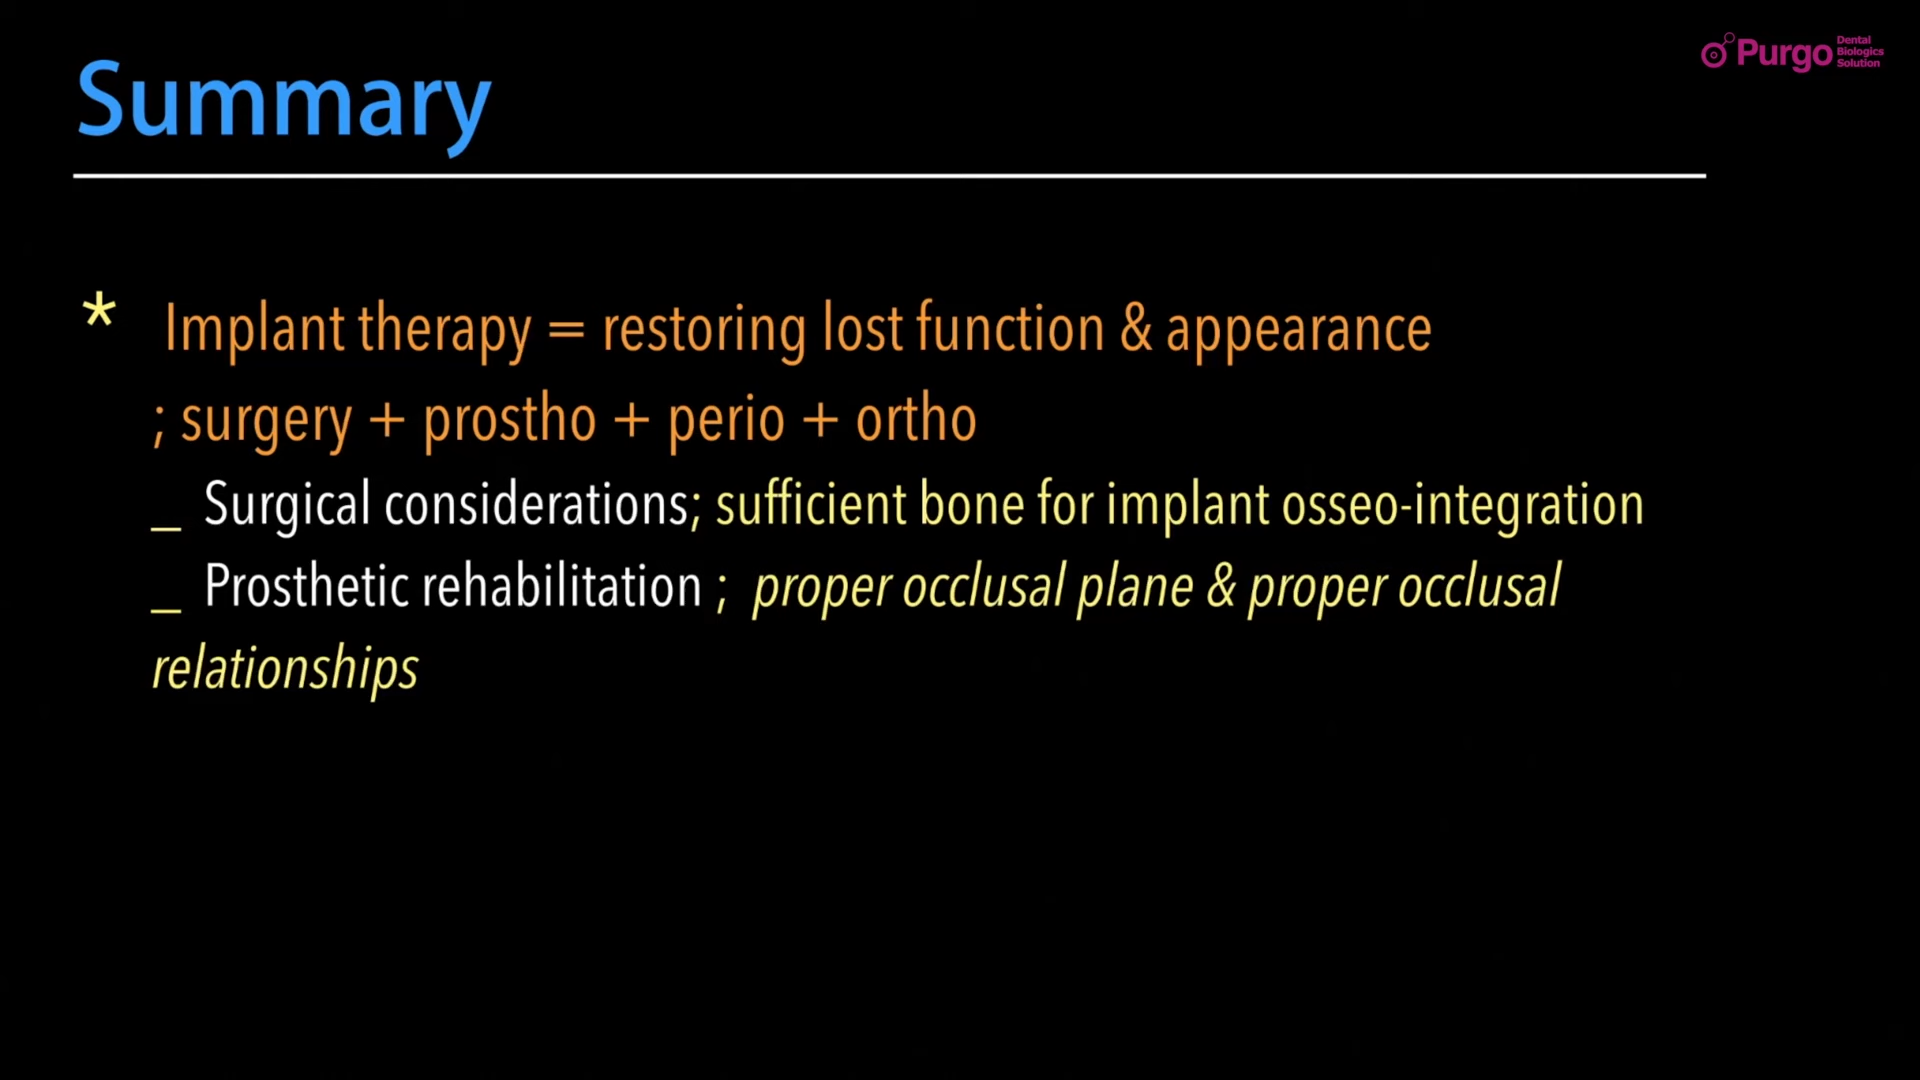 Summary
Purgo
Dental
Biologics
Solution
* Implant therapy = restoring lost function & appearance
; surgery + prostho + perio + ortho
_ Surgical considerations; sufficient bone for implant osseo-integration
_ Prosthetic rehabilitation ; proper occlusal plane & proper occlusal
relationships